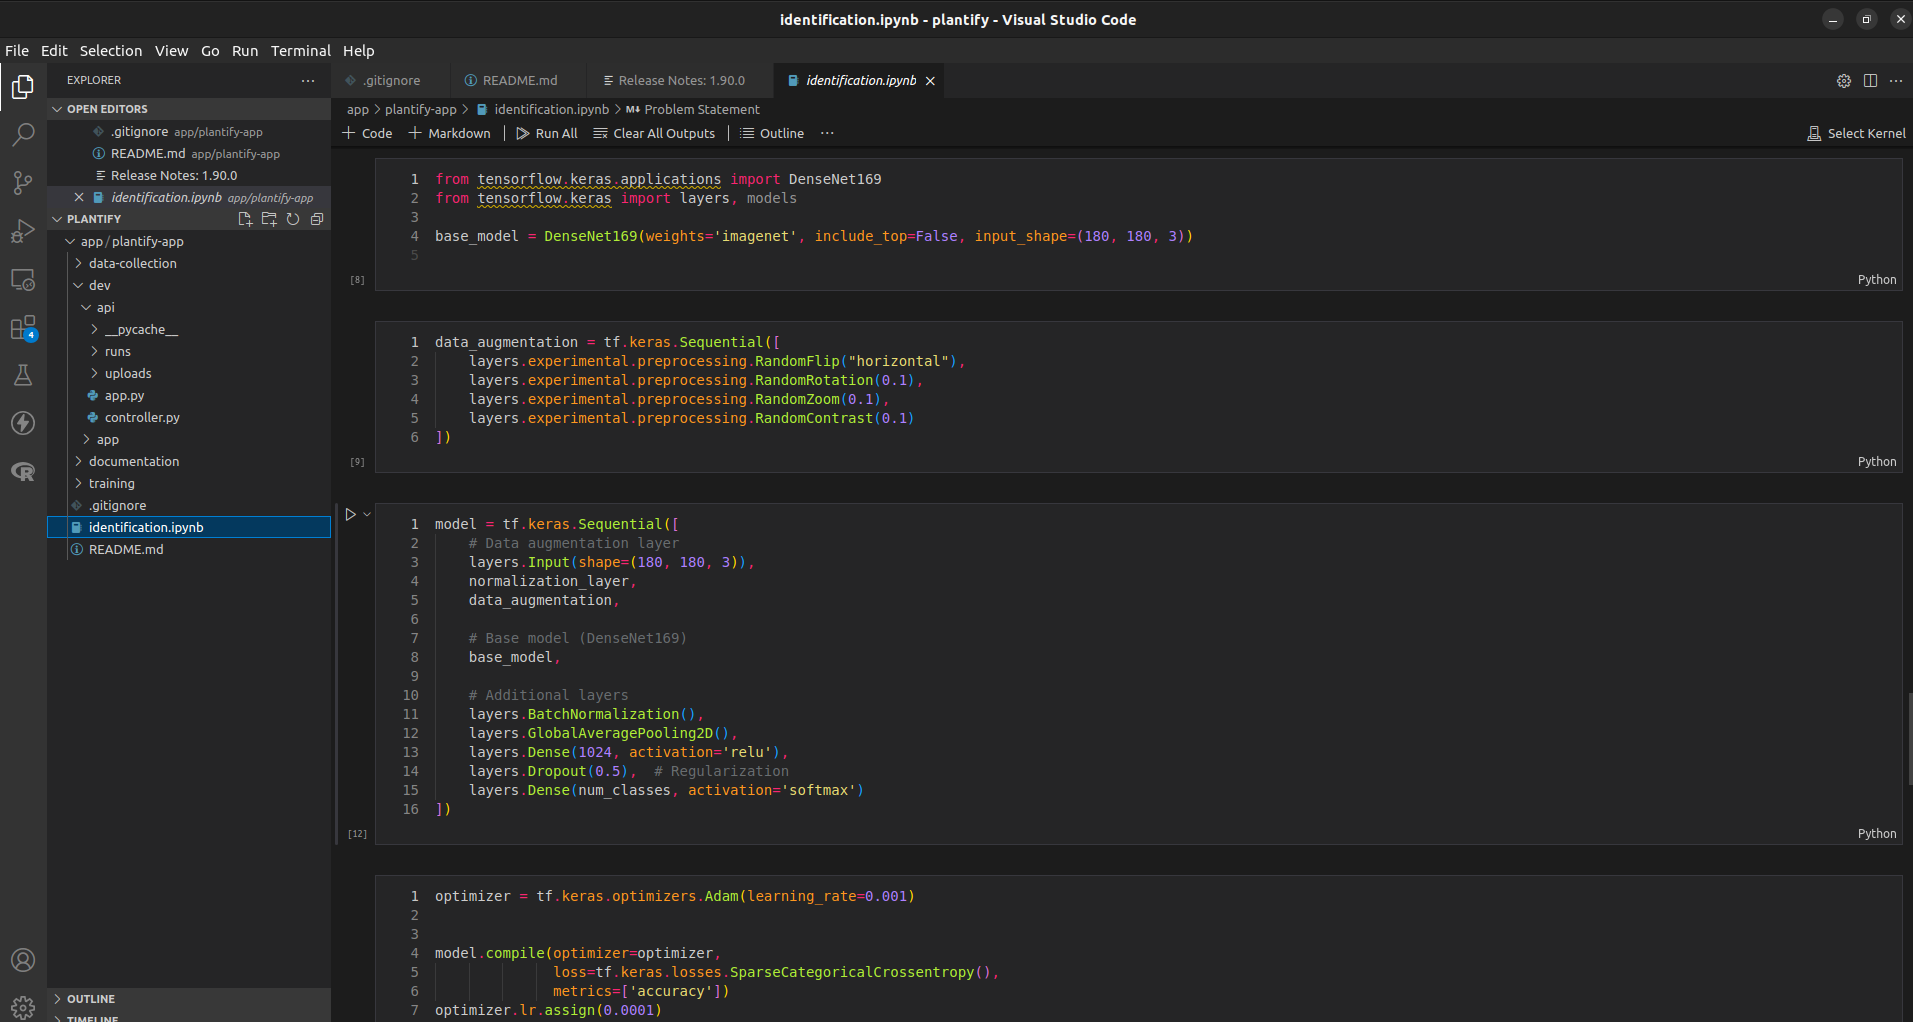 identification.ipynb - plantify - Visual Studio Code
File Edit Selection View Go Run Terminal Help
EXPLORER
OPEN EDITORS
.gitignore app/plantify-app
README.md app/plantify-app
Release Notes: 1.90.0
identification.ipynb app/plantify-app
PLANTIFY
app/plantify-app
data-collection
dev
api
__pycache__
runs
uploads
app.py
controller.py
app
documentation
training
.gitignore
identification.ipynb
README.md
OUTLINE
TIMELINE
4
.gitignore README.md Release Notes: 1.90.0 identification.ipynb
app > plantify-app > identification.ipynb > M↓ Problem Statement
+ Code + Markdown Run All Clear All Outputs Outline ... Select Kernel
1 from tensorflow.keras.applications import DenseNet169
2 from tensorflow.keras import layers, models
3
4 base_model = DenseNet169(weights='imagenet', include_top=False, input_shape=(180, 180, 3))
5
[8] Python
1 data_augmentation = tf.keras.Sequential([
2     layers.experimental.preprocessing.RandomFlip("horizontal"),
3     layers.experimental.preprocessing.RandomRotation(0.1),
4     layers.experimental.preprocessing.RandomZoom(0.1),
5     layers.experimental.preprocessing.RandomContrast(0.1)
6 ])
[9] Python
1 model = tf.keras.Sequential([
2     # Data augmentation layer
3     layers.Input(shape=(180, 180, 3)),
4     normalization_layer,
5     data_augmentation,
6
7     # Base model (DenseNet169)
8     base_model,
9
10     # Additional layers
11     layers.BatchNormalization(),
12     layers.GlobalAveragePooling2D(),
13     layers.Dense(1024, activation='relu'),
14     layers.Dropout(0.5),  # Regularization
15     layers.Dense(num_classes, activation='softmax')
16 ])
[12] Python
1 optimizer = tf.keras.optimizers.Adam(learning_rate=0.001)
2
3
4 model.compile(optimizer=optimizer,
5               loss=tf.keras.losses.SparseCategoricalCrossentropy(),
6               metrics=['accuracy'])
7 optimizer.lr.assign(0.0001)